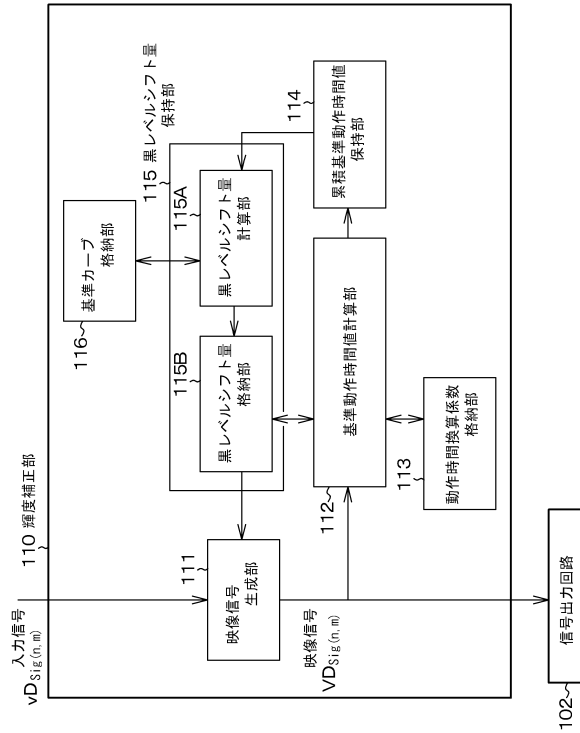 110 輝度補正部
入力信号
vD Sig(n, m)
111
映像信号
生成部
映像信号
VD Sig(n, m)
116
基準カーブ
格納部
115 黒レベルシフト量
保持部
115B
黒レベルシフト量
格納部
115A
黒レベルシフト量
計算部
112
基準動作時間値計算部
114
累積基準動作時間値
保持部
113
動作時間換算係数
格納部
102
信号出力回路